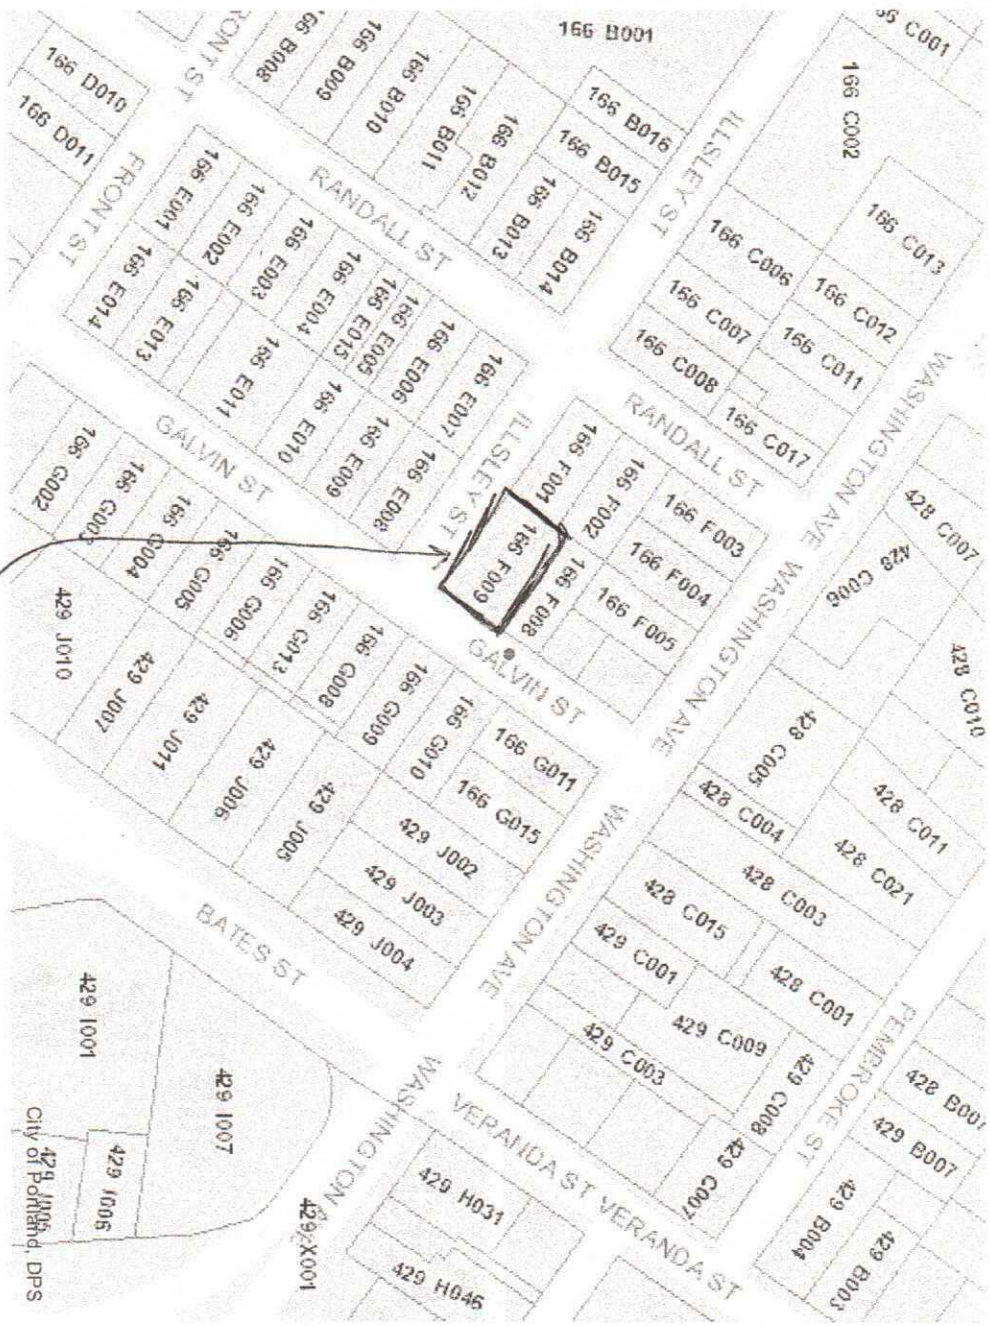 166 B001
166 C001
166 C002
166 D010
166 D011
FRONT ST
166 B008
166 B009
166 B010
166 B011
166 B012
166 B013
166 B014
166 B015
166 B016
ILLSLEY ST
166 C013
166 C006
166 C012
166 C007
166 C011
166 C008
166 C017
RANDALL ST
FRONT ST
166 E001
166 E002
166 E003
166 E004
166 E015
166 E005
166 E006
166 E007
166 E014
166 E013
166 E011
166 E010
166 E009
166 E008
ILLSLEY ST
RANDALL ST
WASHINGTON AVE
WASHINGTON AVE
GALVIN ST
166 F001
166 F002
166 F003
166 F004
166 F005
166 F008
166 F009
GALVIN ST
428 C007
428 C006
428 C010
428 C005
428 C004
428 C011
428 C021
428 C003
428 C015
428 C001
166 G002
166 G003
166 G004
166 G005
166 G006
166 G013
166 G008
166 G009
166 G010
166 G011
166 G015
WASHINGTON AVE
429 J010
429 J007
429 J011
429 J006
429 J005
429 J002
429 J003
429 J004
BATES ST
429 C001
429 C009
429 C003
429 C008
429 C007
PEMBROKE ST
428 B001
429 B007
429 B004
429 B003
429 I001
429 I007
429 I006
WASHINGTON AV
VERANDA ST
VERANDA ST
429 H031
429 H046
429 X001
City of Portland, DPS